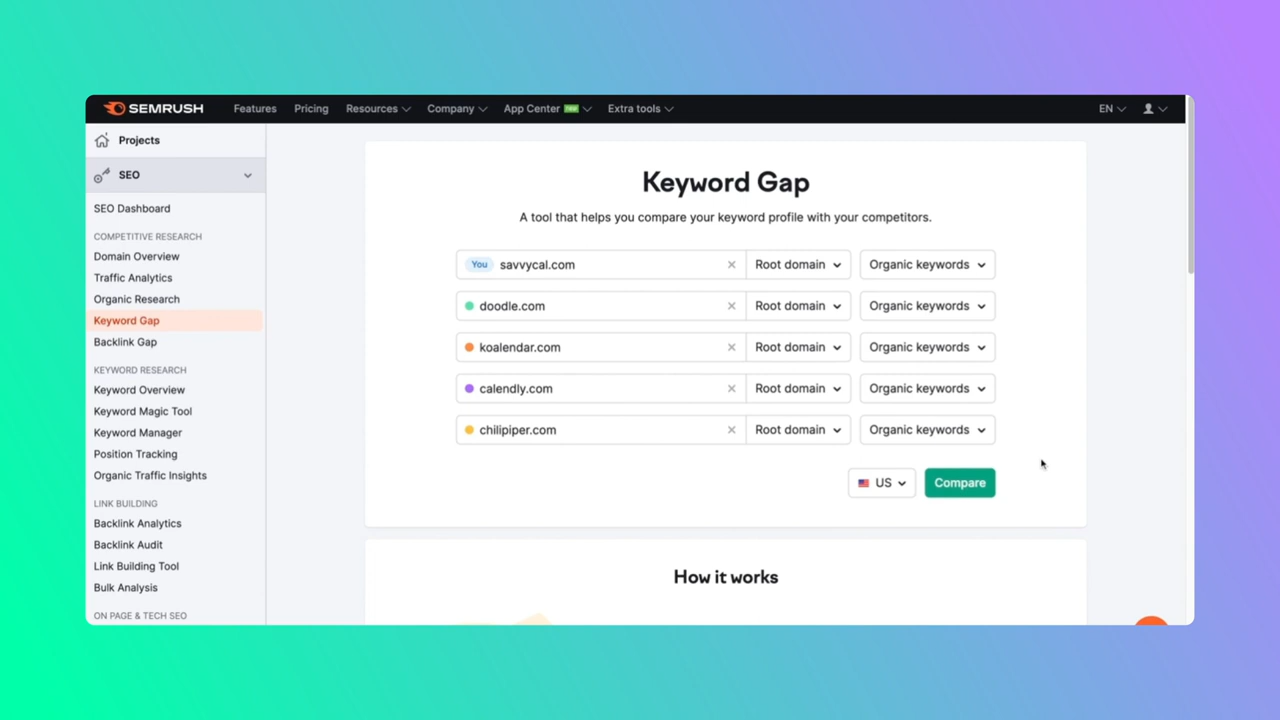 SEMRUSH Features Pricing Resources Company App Center new Extra tools EN
Projects
SEO
SEO Dashboard
COMPETITIVE RESEARCH
Domain Overview
Traffic Analytics
Organic Research
Keyword Gap
Backlink Gap
KEYWORD RESEARCH
Keyword Overview
Keyword Magic Tool
Keyword Manager
Position Tracking
Organic Traffic Insights
LINK BUILDING
Backlink Analytics
Backlink Audit
Link Building Tool
Bulk Analysis
ON PAGE & TECH SEO
Keyword Gap
A tool that helps you compare your keyword profile with your competitors.
You savvycal.com Root domain Organic keywords
doodle.com Root domain Organic keywords
koalendar.com Root domain Organic keywords
calendly.com Root domain Organic keywords
chilipiper.com Root domain Organic keywords
US Compare
How it works